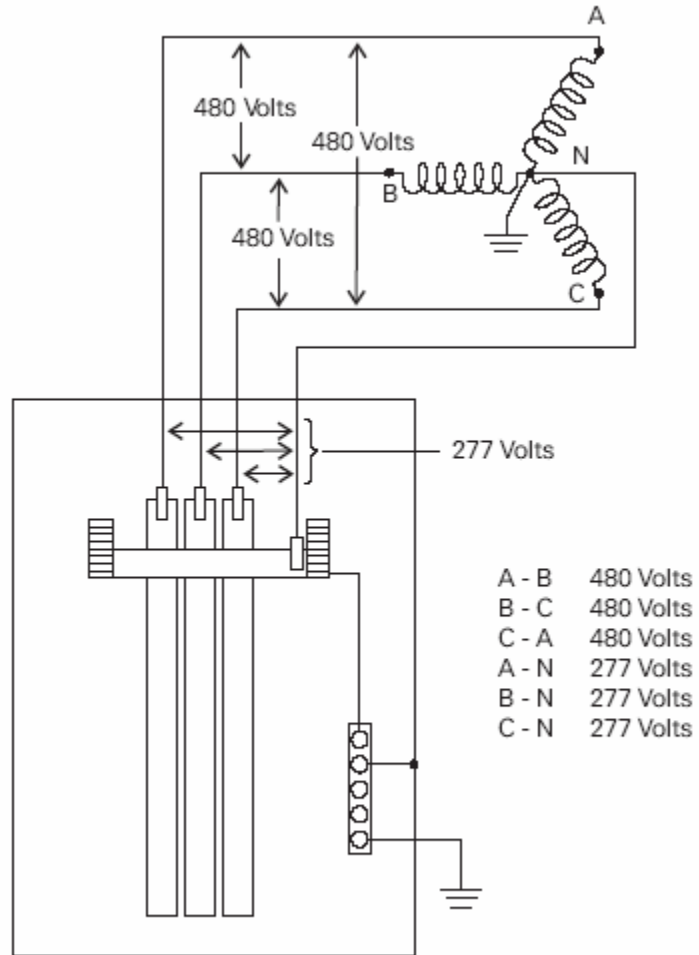 A
480 Volts
480 Volts
N
B
480 Volts
C
277 Volts
A - B 480 Volts
B - C 480 Volts
C - A 480 Volts
A - N 277 Volts
B - N 277 Volts
C - N 277 Volts